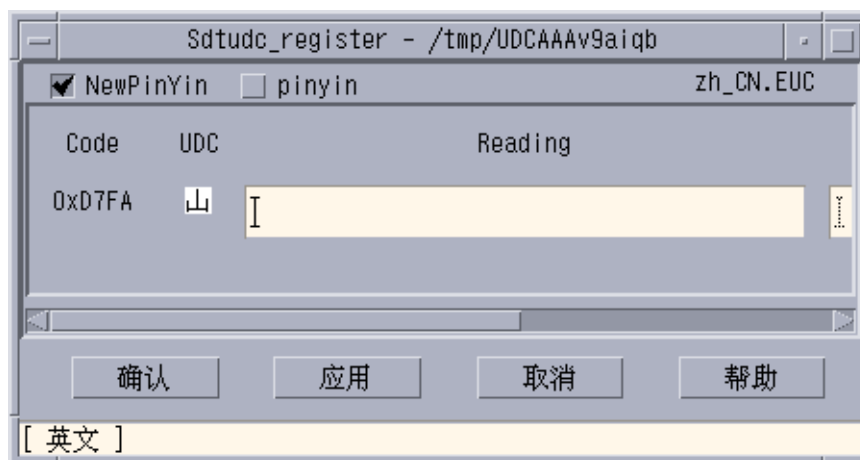 Sdtudc_register - /tmp/UDCAAAv9aiqb
NewPinYin pinyin zh_CN.EUC
Code UDC Reading
0xD7FA 山
确认 应用 取消 帮助
[ 英文 ]